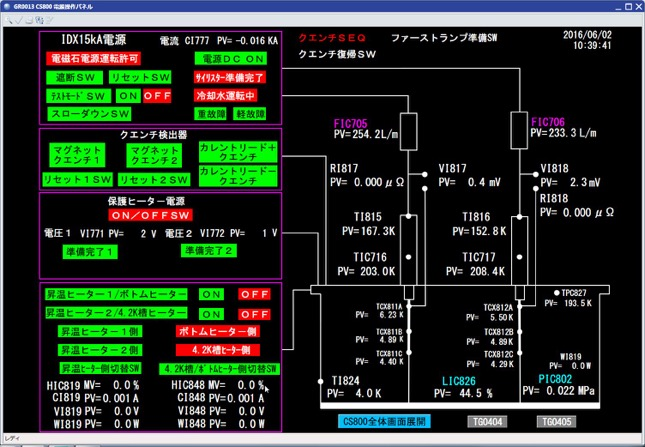 GR0013 CS800 電源操作パネル
IDX15kA電源
電流 CI777 PV= -0.016 KA
電磁石電源運転許可
電源DC ON
遮断SW
リセットSW
サイリスター準備完了
テストモードSW
ON
OFF
冷却水運転中
スローダウンSW
重故障
軽故障
クエンチ検出器
マグネット
クエンチ1
マグネット
クエンチ2
カレントリード+
クエンチ
リセット1SW
リセット2SW
カレントリードー
クエンチ
保護ヒーター電源
ON/OFFSW
電圧1 VI771 PV= 2 V
電圧2 VI772 PV= 1 V
準備完了1
準備完了2
昇温ヒーター1/ボトムヒーター
ON
OFF
昇温ヒーター2/4.2K槽ヒーター
ON
OFF
昇温ヒーター1側
ボトムヒーター側
昇温ヒーター2側
4.2K槽ヒーター側
昇温ヒーター側切替SW
4.2K槽/ボトムヒーター側切替SW
HIC819 MV= 0.0 %
HIC848 MV= 0.0 %
CI819 PV= 0.001 A
CI848 PV= 0.001 A
VI819 PV= 0.0 V
VI848 PV= 0.0 V
WI819 PV= 0.0 W
WI848 PV= 0.0 W
クエンチSEQ
ファーストランプ準備SW
2016/06/02
10:39:41
クエンチ復帰SW
FIC705
PV= 254.2L/m
FIC706
PV= 233.3 L/m
RI817
PV= 0.000 μΩ
VI817
PV= 0.4 mV
VI818
PV= 2.3 mV
RI818
PV= 0.000 μΩ
TI815
PV= 167.3K
TI816
PV= 152.8K
TIC716
PV= 203.0K
TIC717
PV= 208.4K
TPC827
PV= 193.5 K
TCX811A
PV= 6.23 K
TCX812A
PV= 5.50 K
TCX811B
PV= 4.89 K
TCX812B
PV= 4.89 K
TCX811C
PV= 4.40 K
TCX812C
PV= 4.29 K
WI819
PV= 0.0 W
TI824
PV= 4.0 K
LIC826
PV= 44.5 %
PIC802
PV= 0.022 MPa
CS800全体画面展開
TG0404
TG0405
レディ